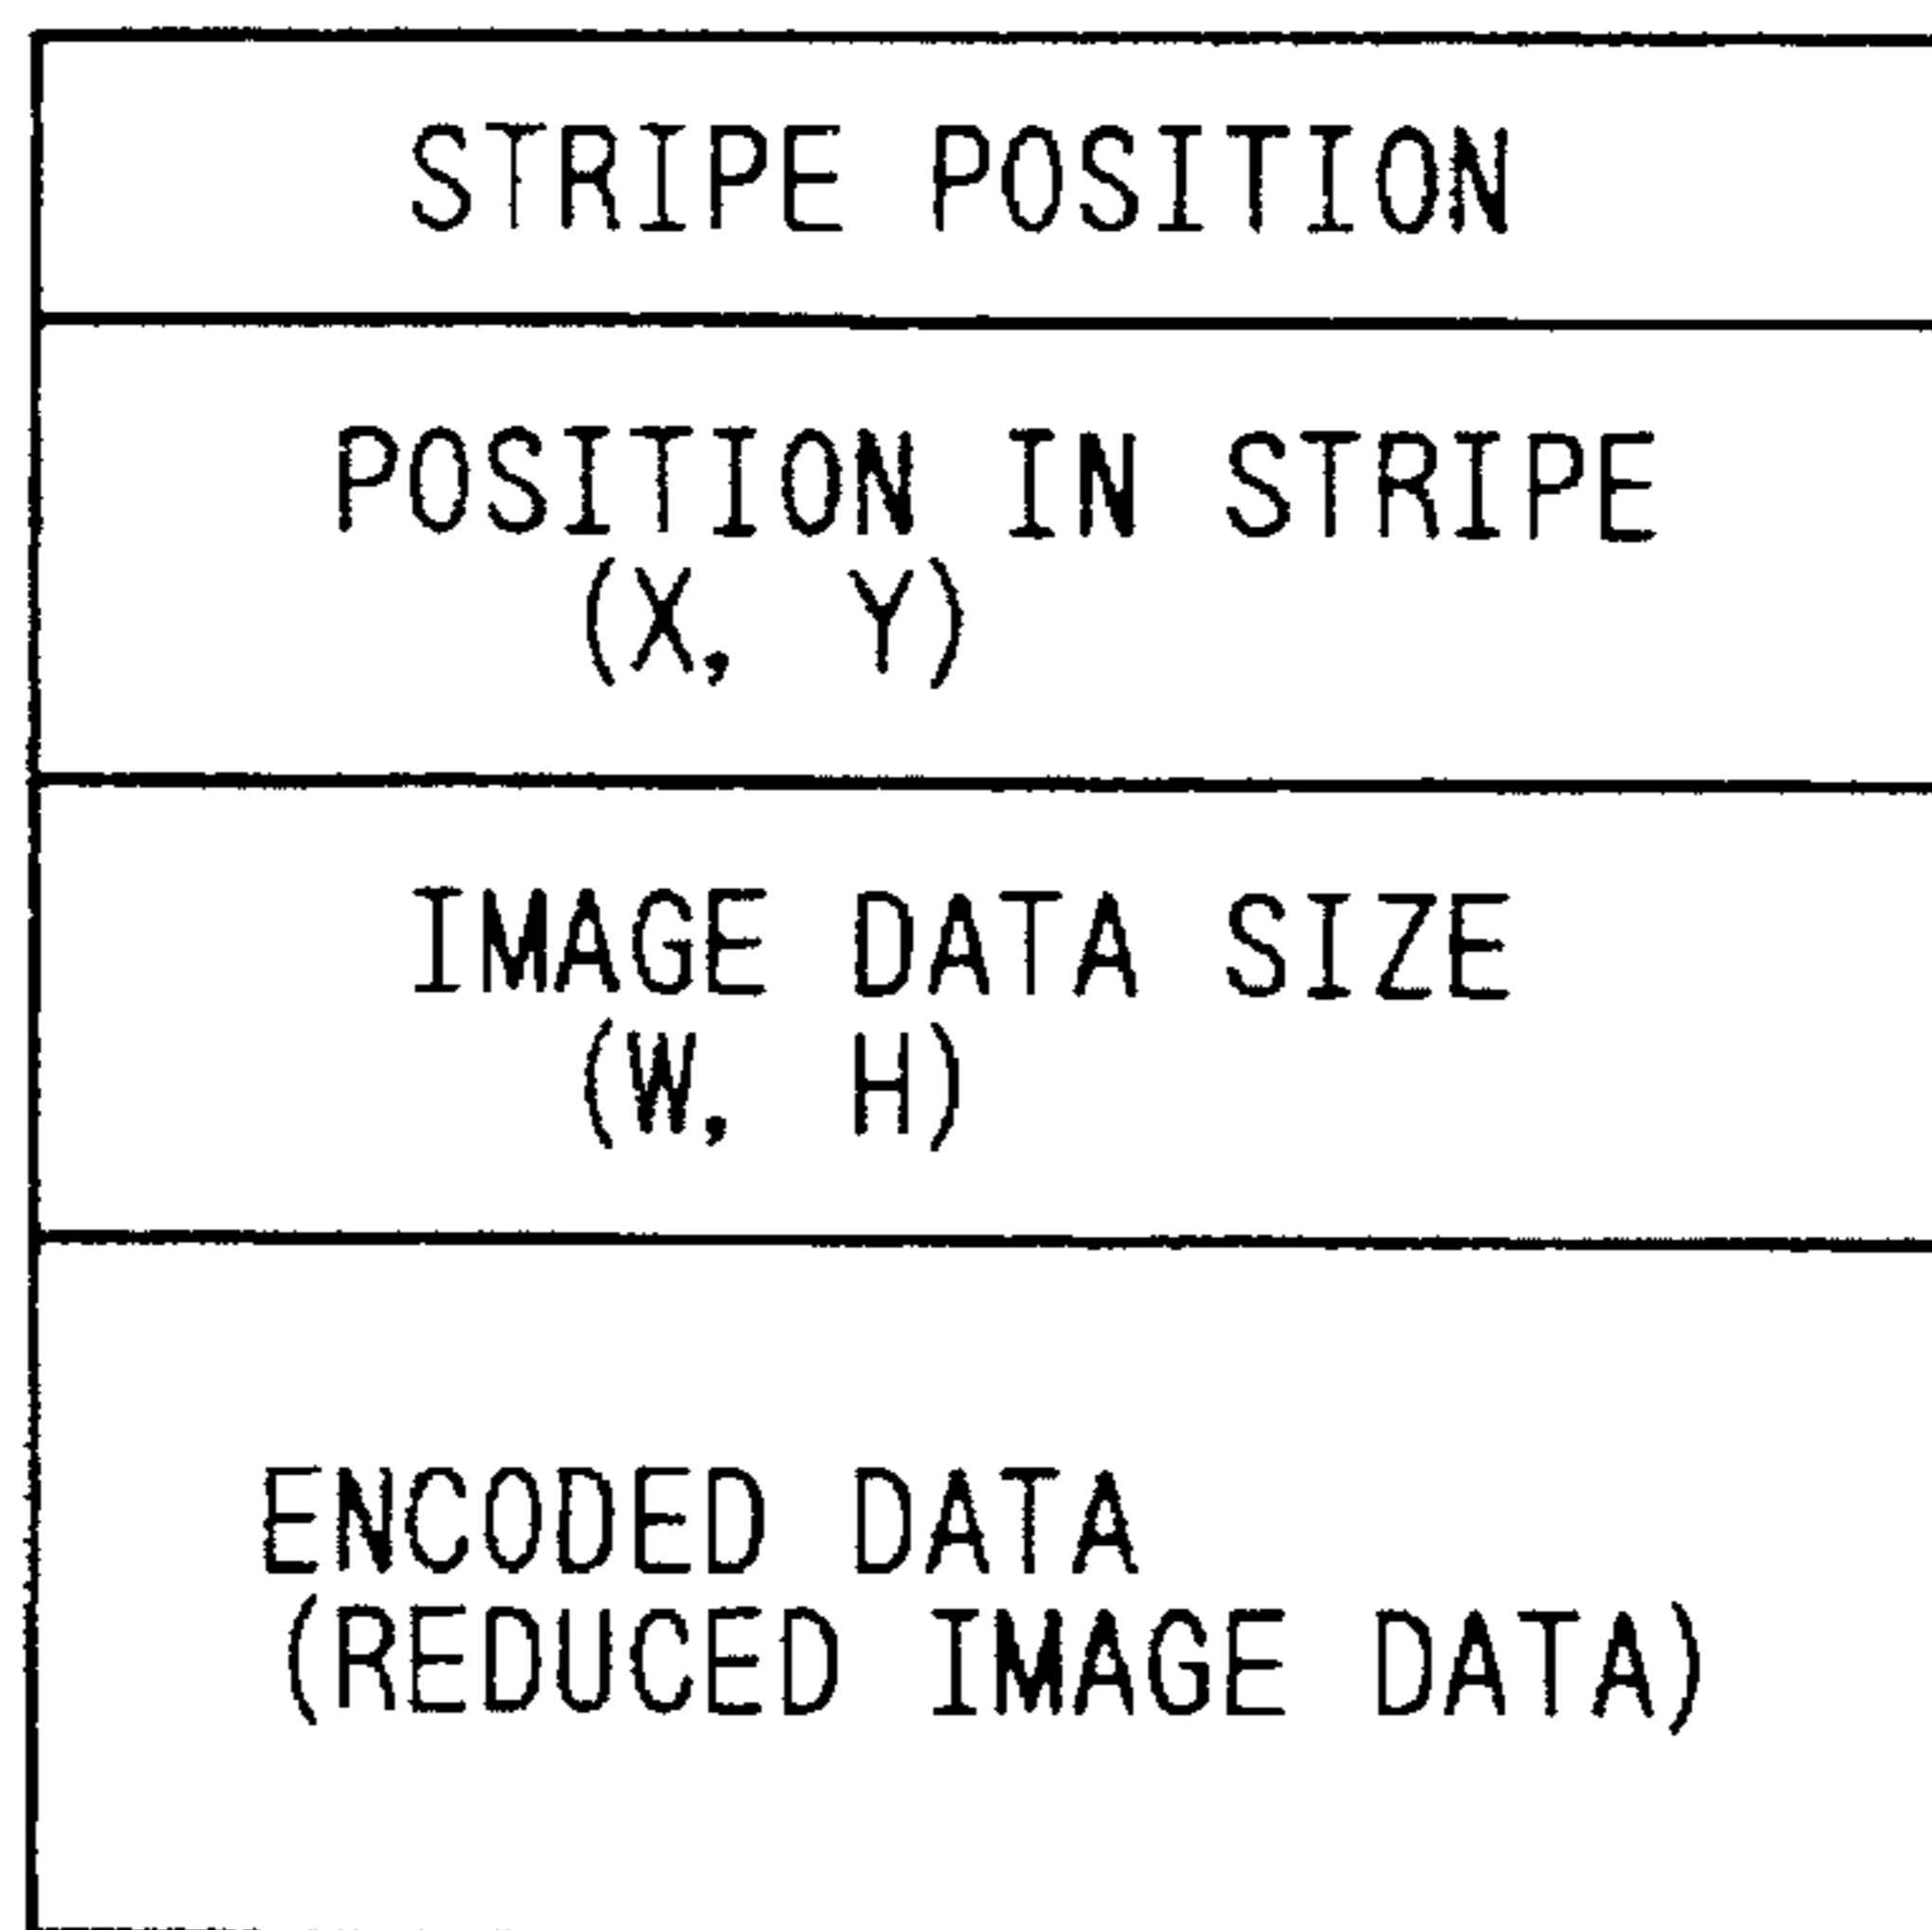 STRIPE POSITION
POSITION IN STRIPE
(X, Y)
IMAGE DATA SIZE
(W, H)
ENCODED DATA
(REDUCED IMAGE DATA)